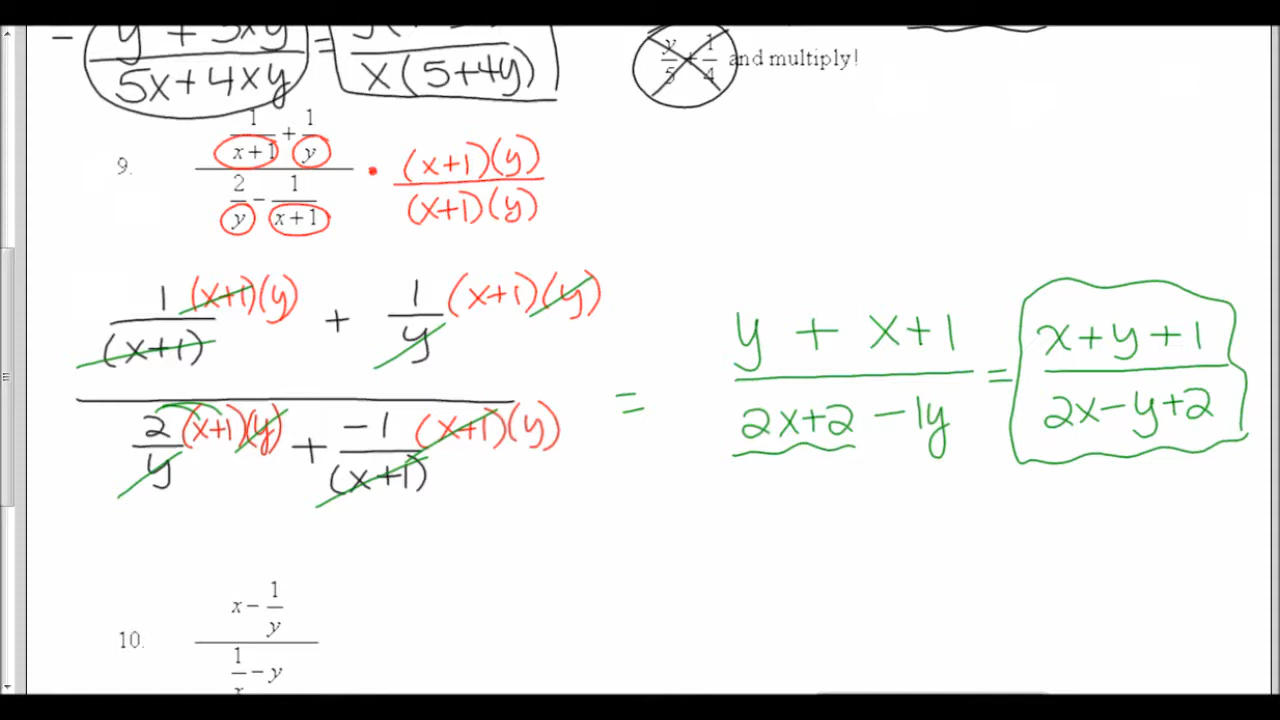 5x+4xy = x(5+4y)
y/5 + 1/4 and multiply!
9. (1/(x+1) + 1/y) / (2/y - 1/(x+1)) • (x+1)(y) / (x+1)(y)
1(x+1)(y) / (x+1) + 1(x+1)(y) / y
2(x+1)(y) / y + -1(x+1)(y) / (x+1)
= y + x+1 / 2x+2 -1y = x+y+1 / 2x-y+2
10. x - 1/y
1/x - y